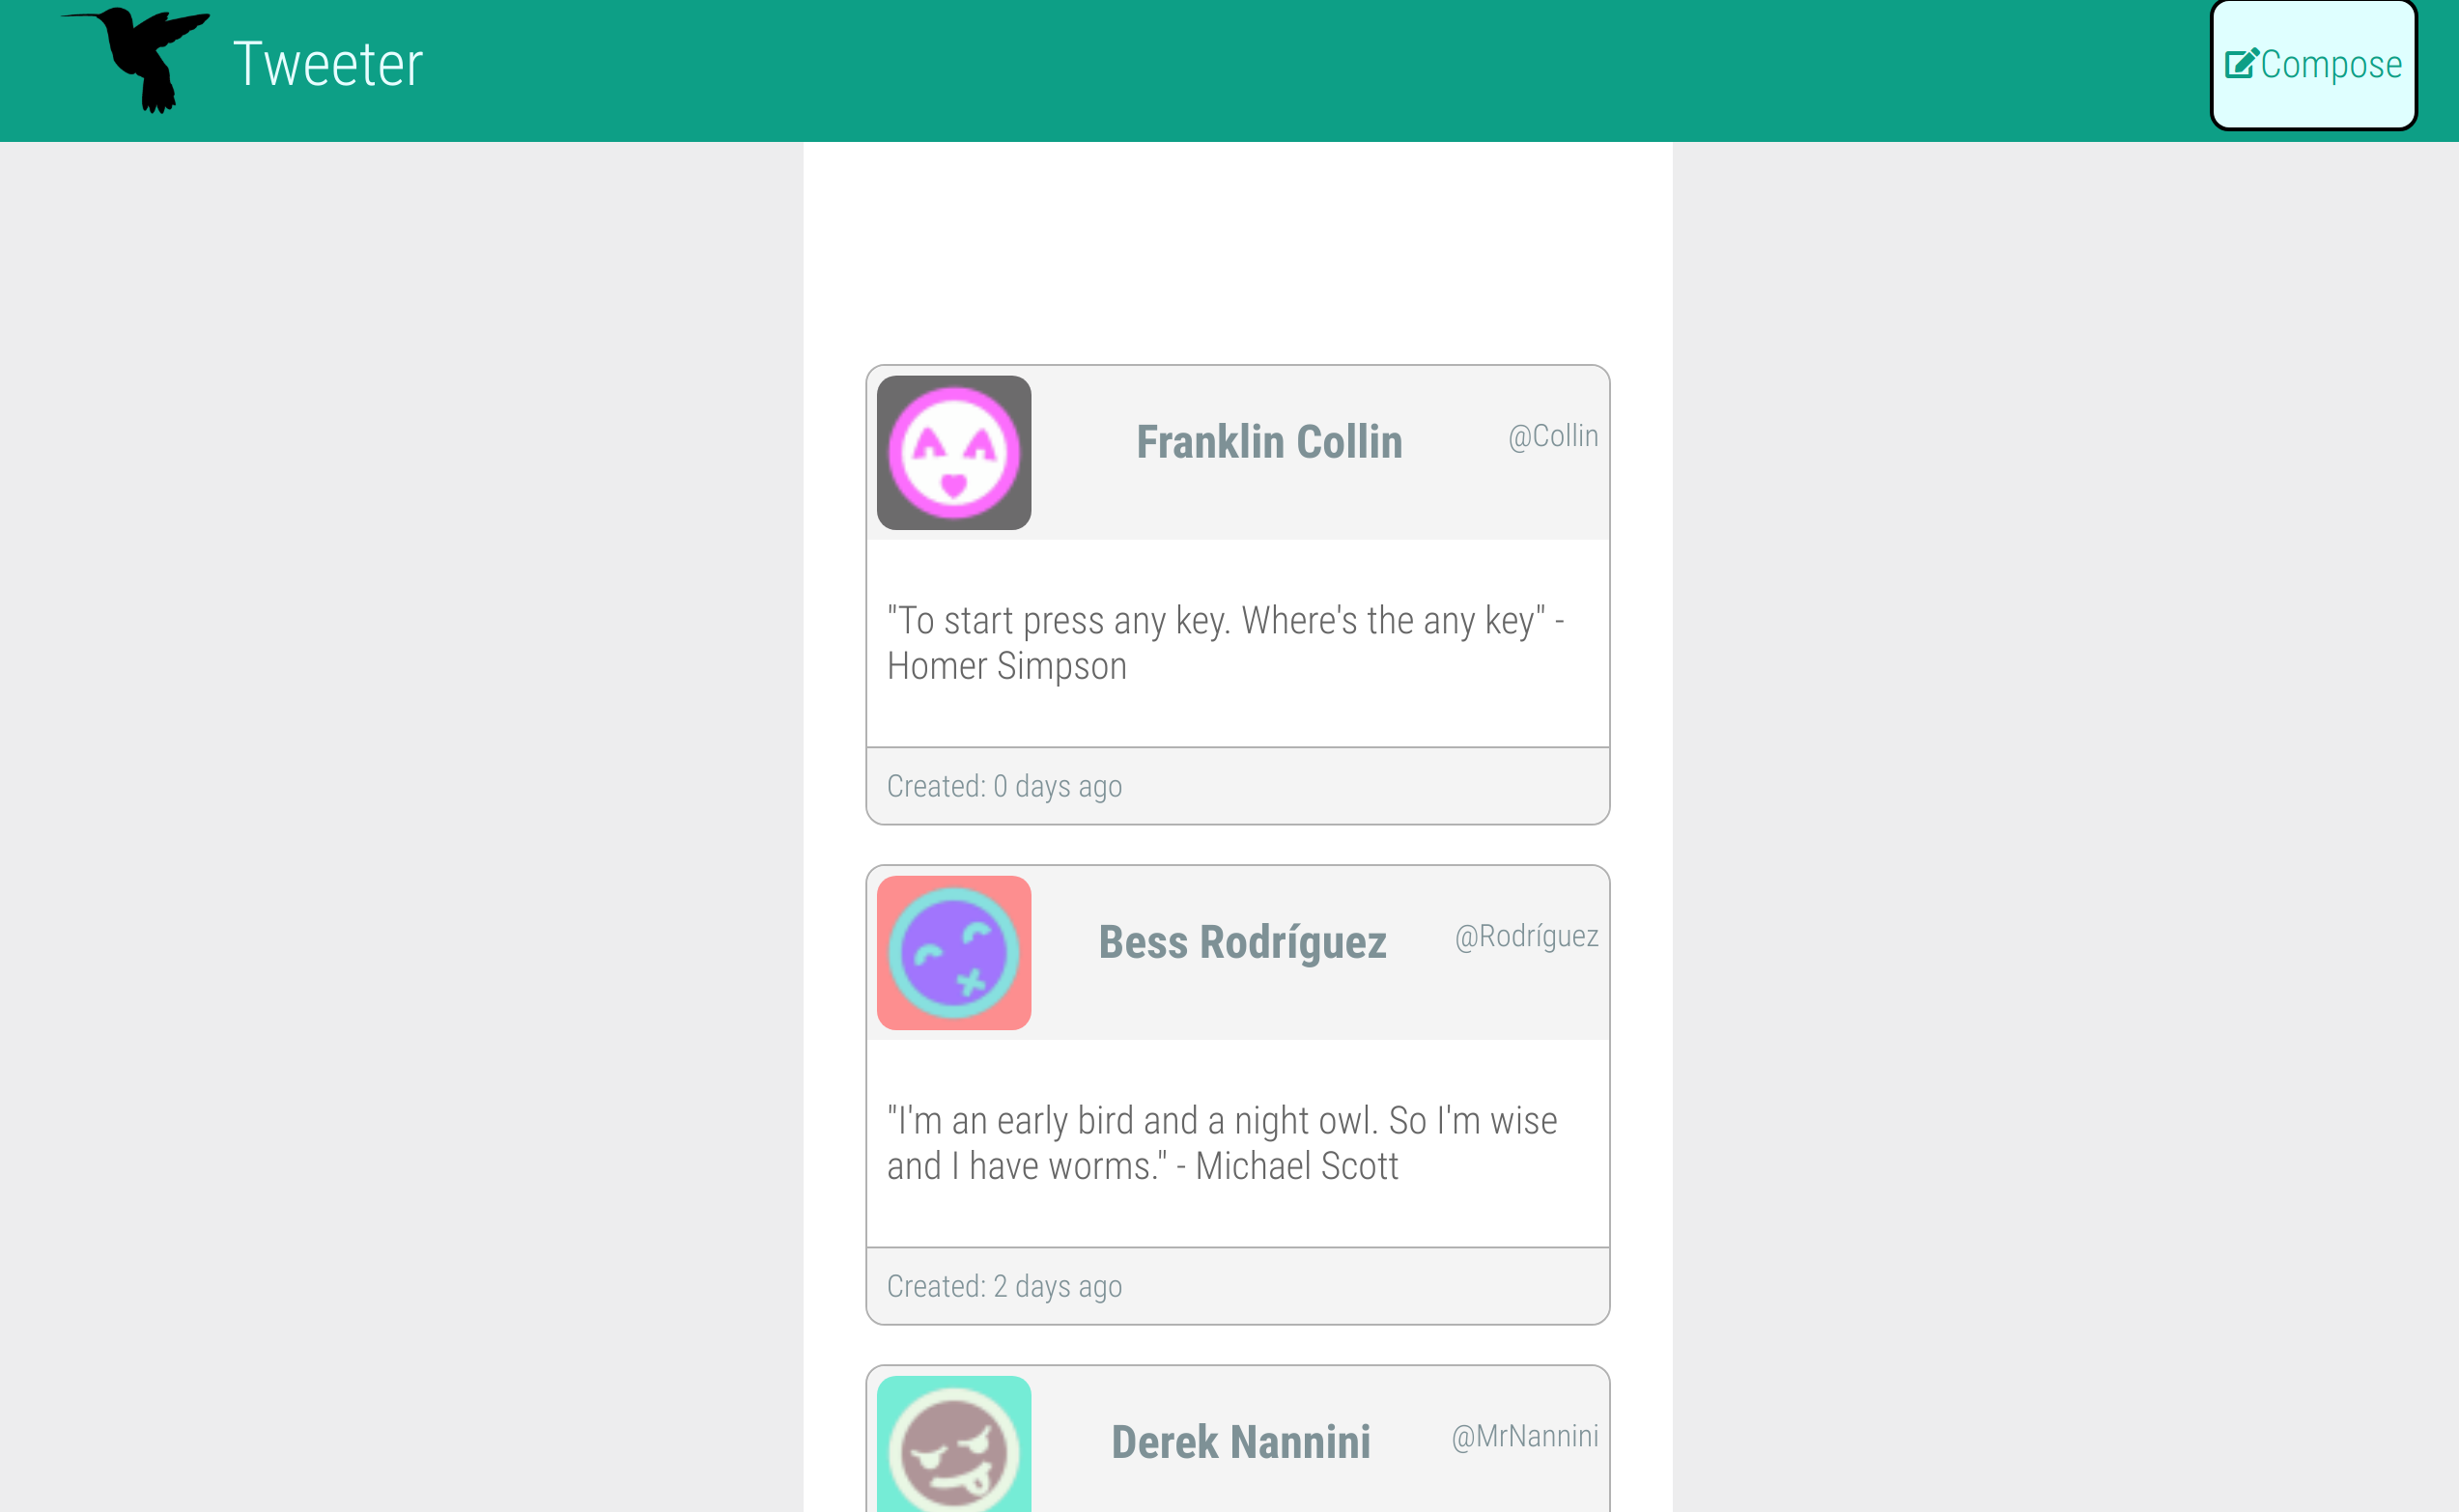 Tweeter
Compose
Franklin Collin
@Collin
"To start press any key. Where's the any key" -
Homer Simpson
Created: 0 days ago
Bess Rodríguez
@Rodríguez
"I'm an early bird and a night owl. So I'm wise
and I have worms." - Michael Scott
Created: 2 days ago
Derek Nannini
@MrNannini